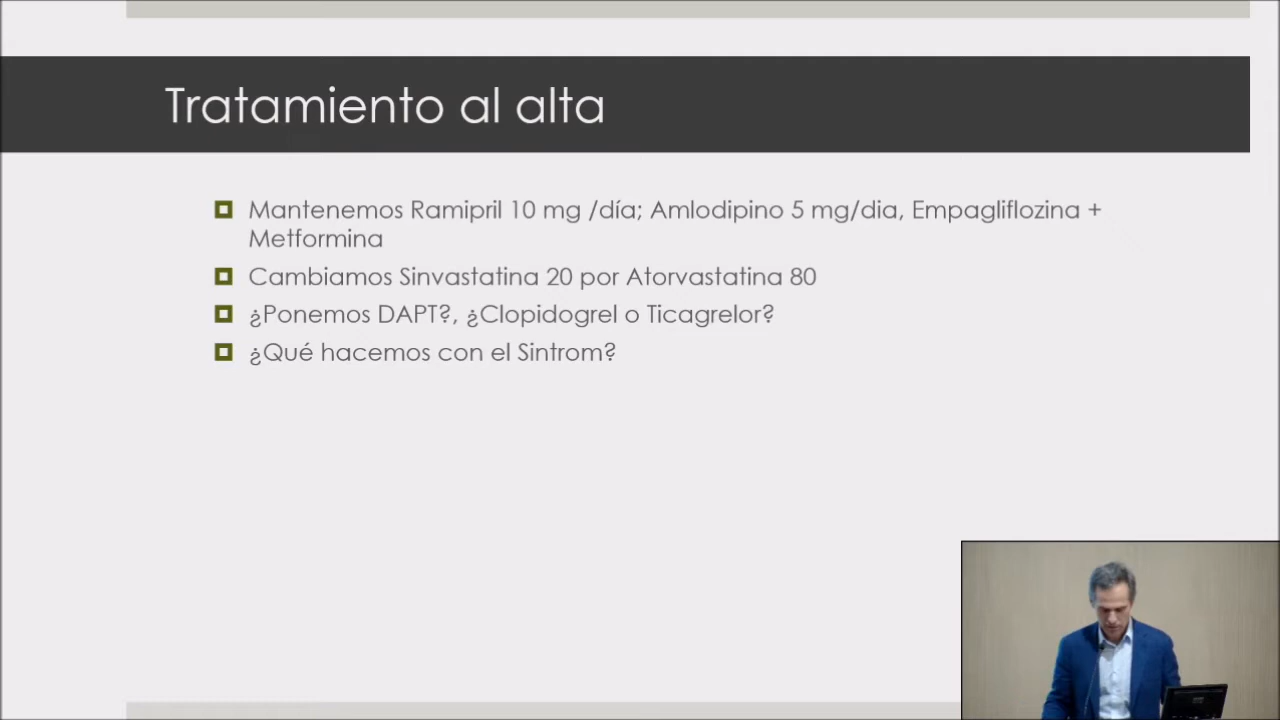 Tratamiento al alta
Mantenemos Ramipril 10 mg /día; Amlodipino 5 mg/dia, Empagliflozina +
Metformina
Cambiamos Sinvastatina 20 por Atorvastatina 80
¿Ponemos DAPT?, ¿Clopidogrel o Ticagrelor?
¿Qué hacemos con el Sintrom?